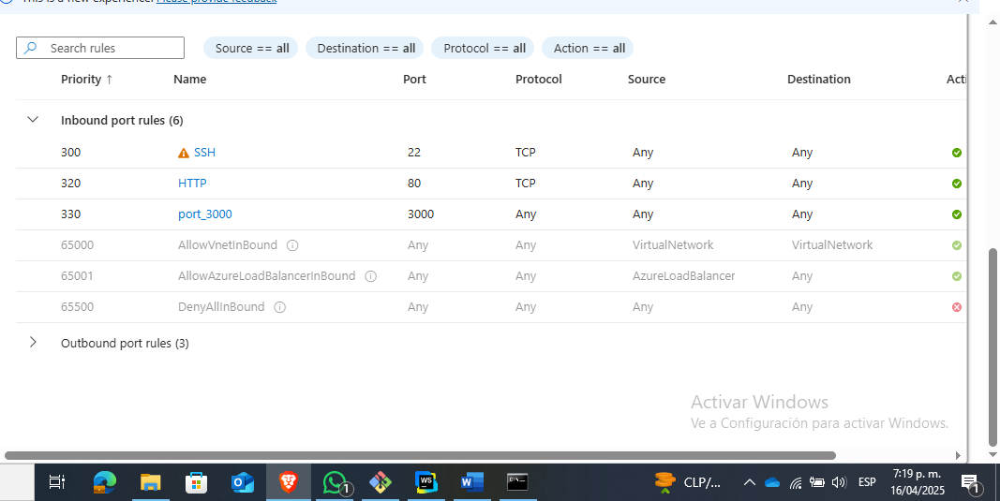 This is a new experience. Please provide feedback
Search rules Source == all Destination == all Protocol == all Action == all
Priority ↑ Name Port Protocol Source Destination Acti
Inbound port rules (6)
300 SSH 22 TCP Any Any
320 HTTP 80 TCP Any Any
330 port_3000 3000 Any Any Any
65000 AllowVnetInBound Any Any VirtualNetwork VirtualNetwork
65001 AllowAzureLoadBalancerInBound Any Any AzureLoadBalancer Any
65500 DenyAllInBound Any Any Any Any
Outbound port rules (3)
Activar Windows
Ve a Configuración para activar Windows.
1 WS W CLP/... ESP 7:19 p. m.
16/04/2025 1